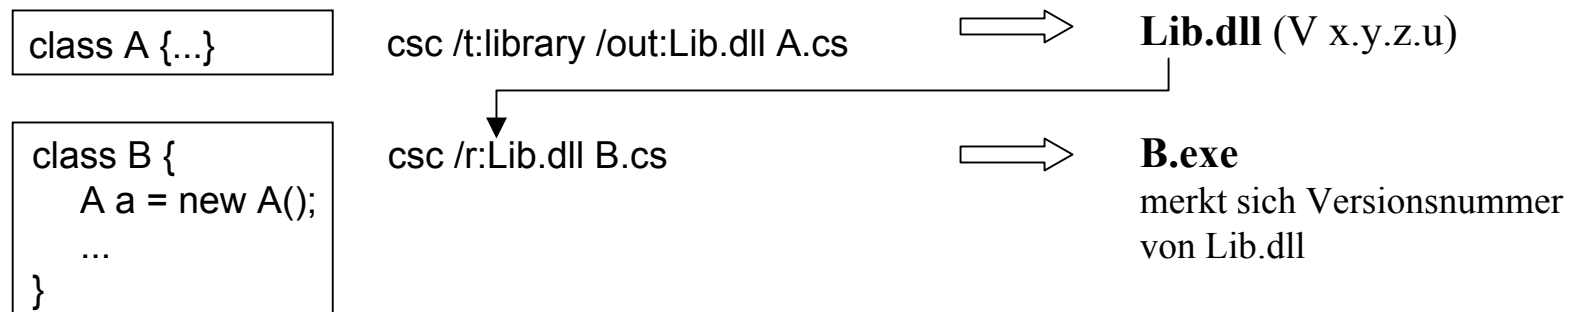 class A {...}
csc /t:library /out:Lib.dll A.cs
Lib.dll (V x.y.z.u)
class B {
A a = new A();
...
}
csc /r:Lib.dll B.cs
B.exe
merkt sich Versionsnummer
von Lib.dll